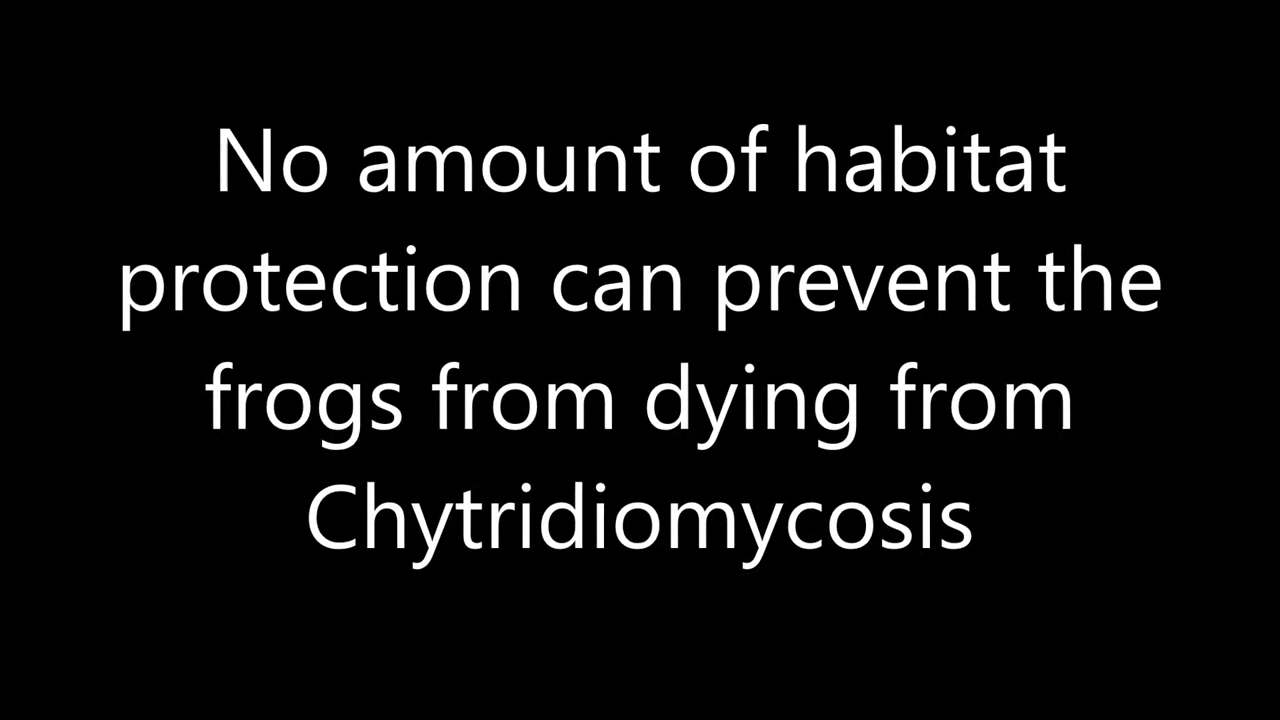 No amount of habitat
protection can prevent the
frogs from dying from
Chytridiomycosis